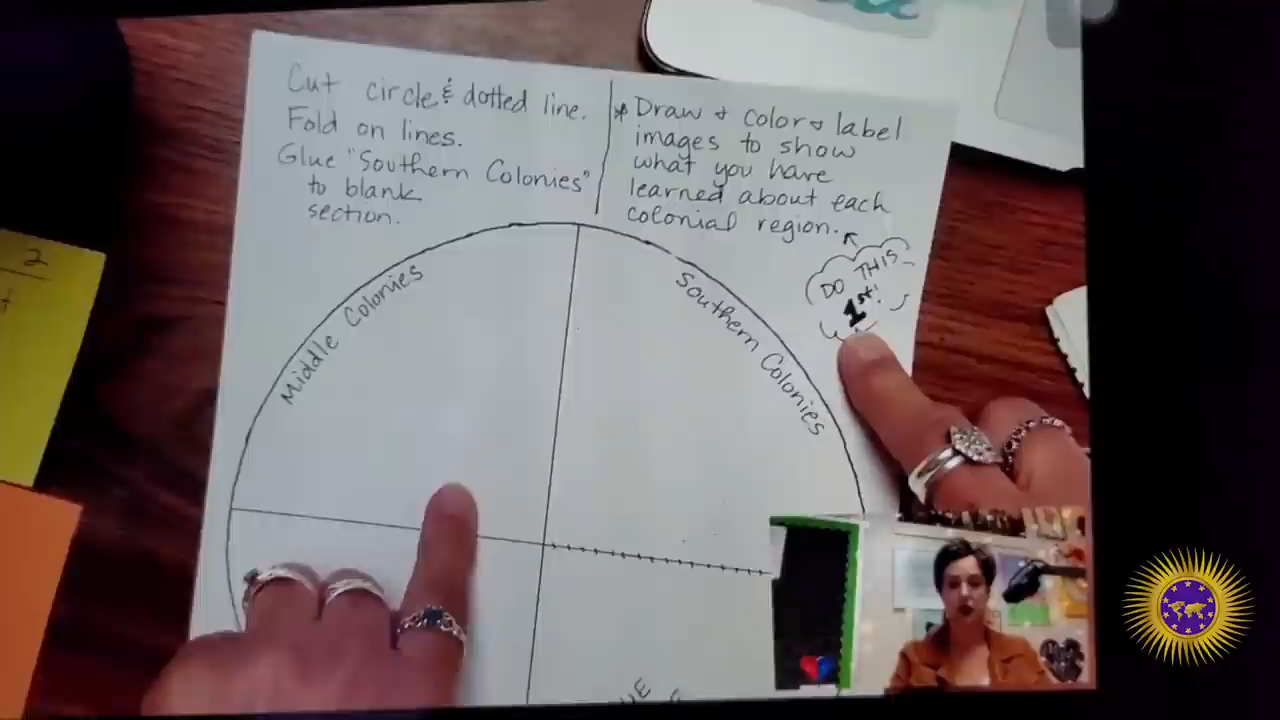 Cut circle & dotted line.
Fold on lines.
Glue "Southern Colonies"
to blank
section.
* Draw & color & label
images to show
what you have
learned about each
colonial region.
DO THIS
1st!
Middle Colonies
Southern Colonies
2